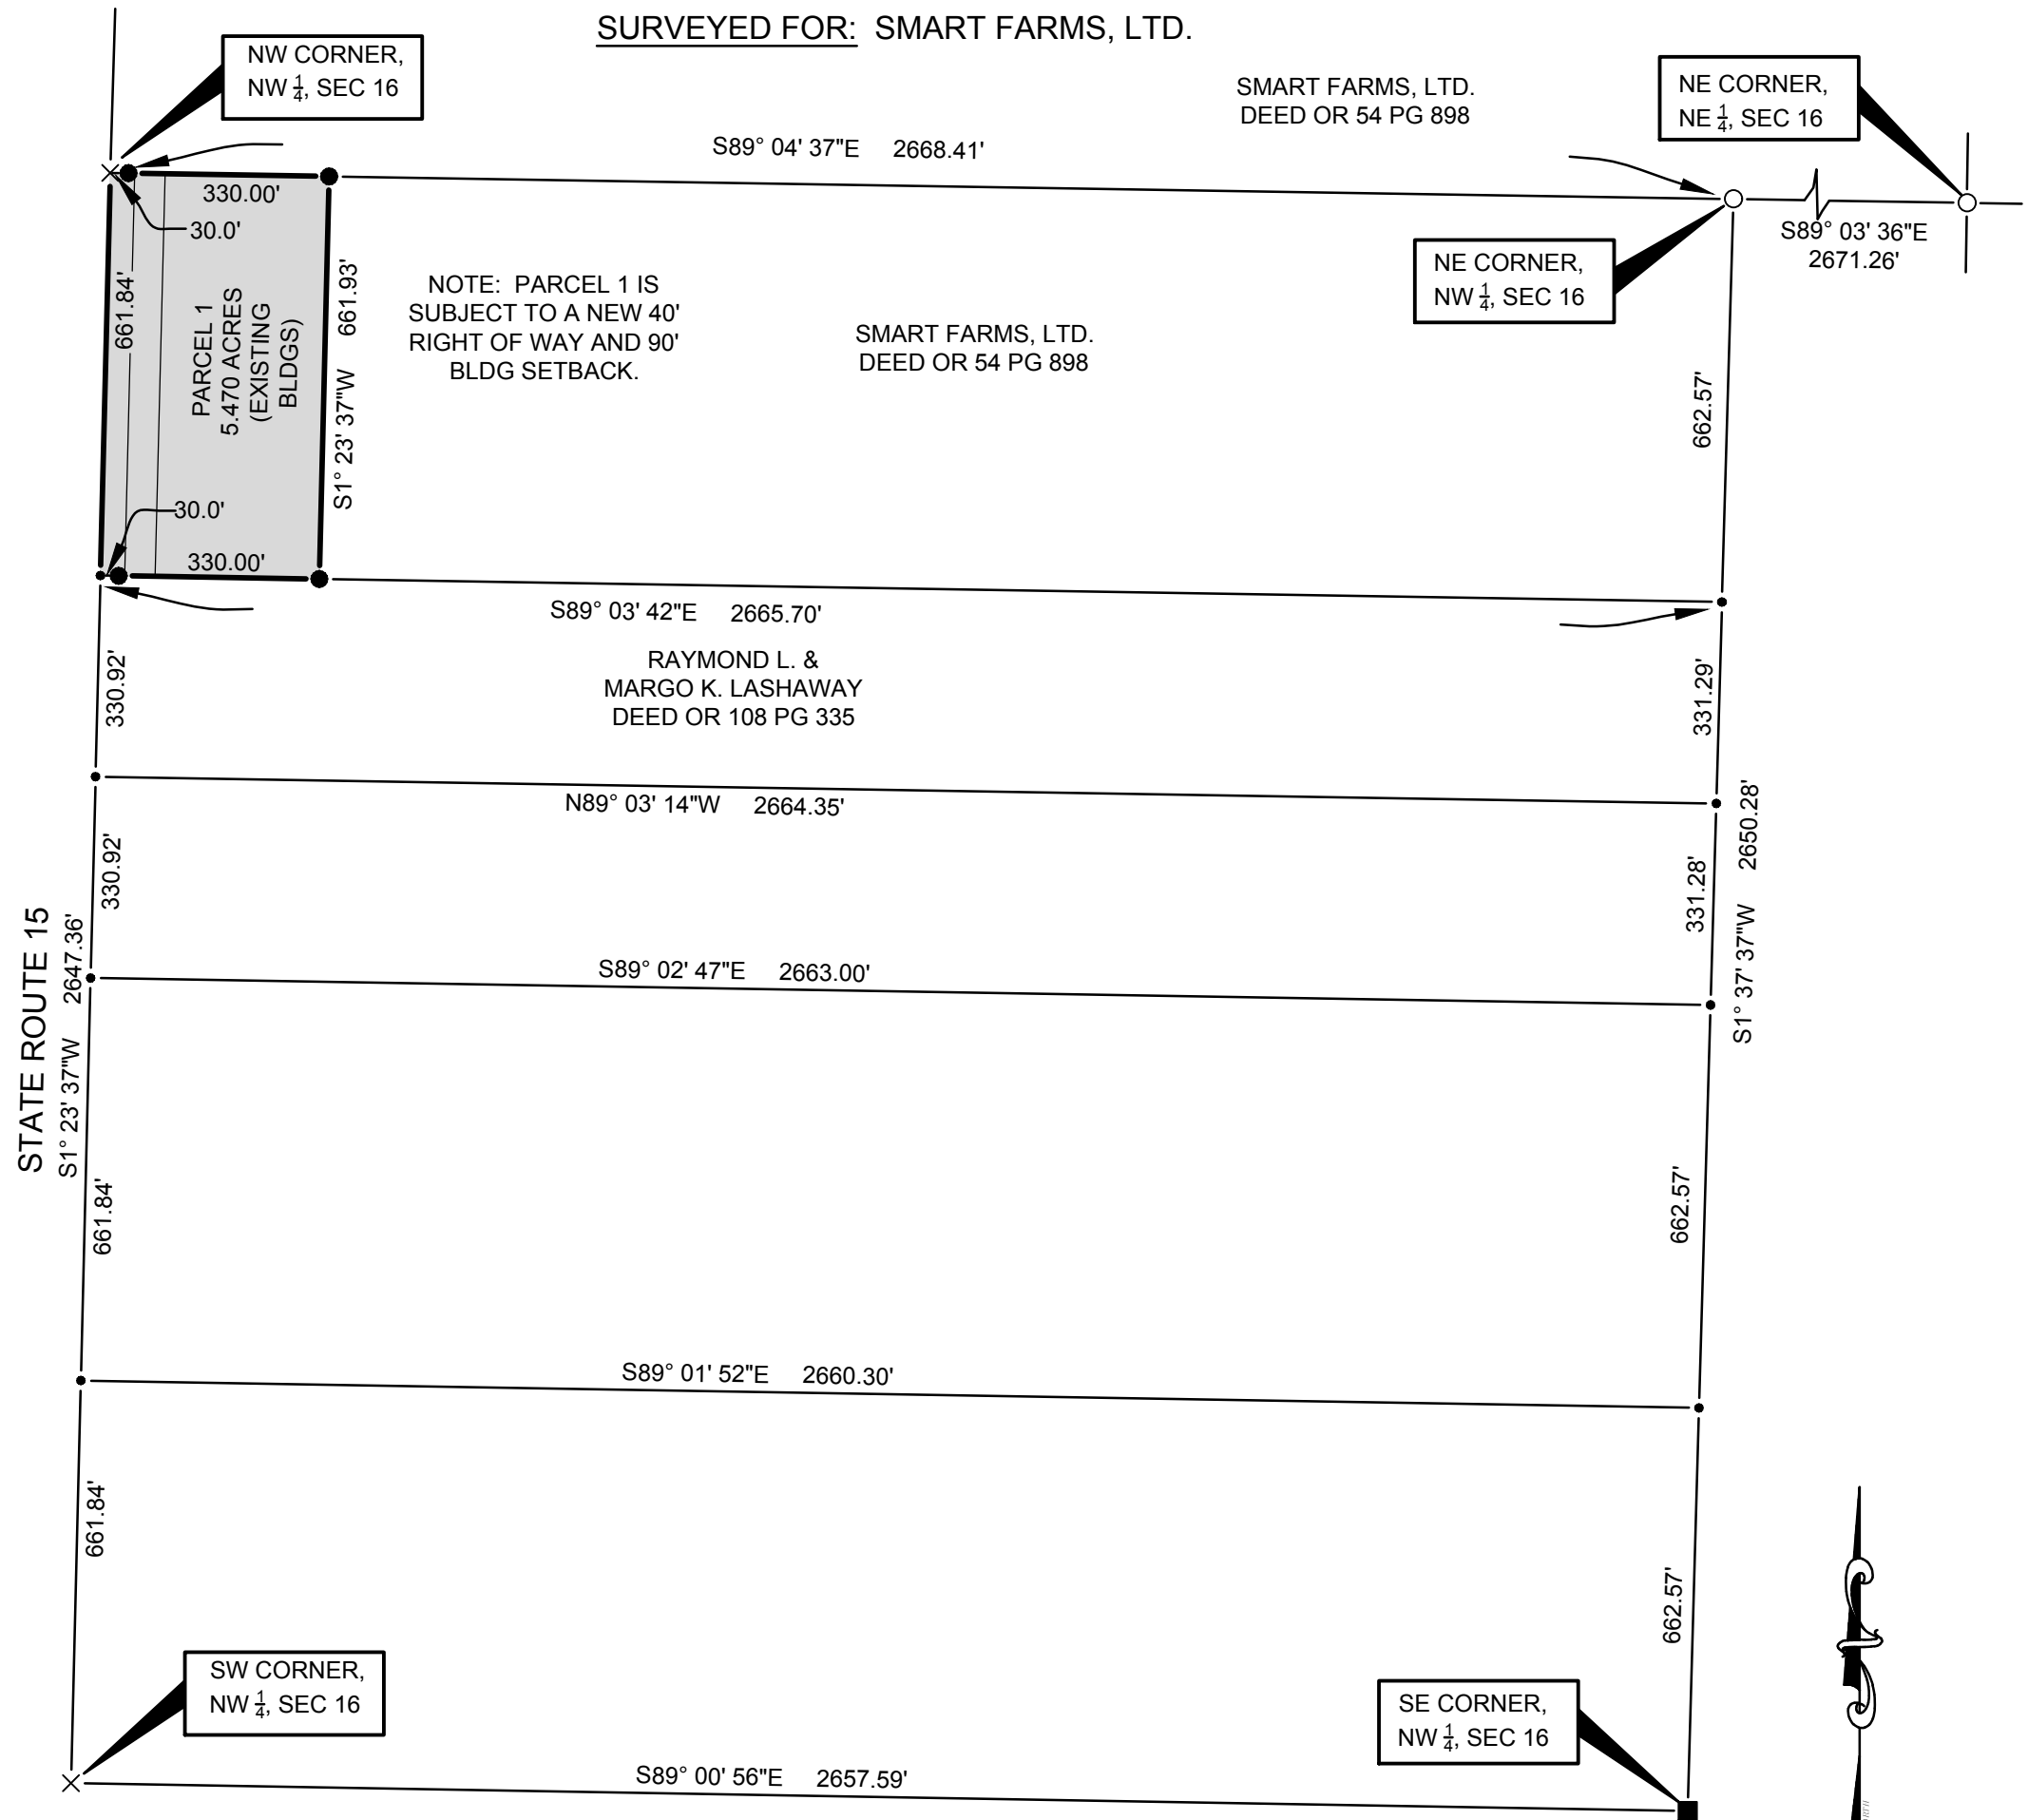 SURVEYED FOR: SMART FARMS, LTD.
NW CORNER,
NW 1/4, SEC 16
SMART FARMS, LTD.
DEED OR 54 PG 898
NE CORNER,
NE 1/4, SEC 16
S89° 04' 37"E 2668.41'
330.00'
30.0'
S89° 03' 36"E
2671.26'
NE CORNER,
NW 1/4, SEC 16
661.84'
PARCEL 1
5.470 ACRES
(EXISTING
BLDGS)
S1° 23' 37"W 661.93'
NOTE: PARCEL 1 IS
SUBJECT TO A NEW 40'
RIGHT OF WAY AND 90'
BLDG SETBACK.
SMART FARMS, LTD.
DEED OR 54 PG 898
662.57'
30.0'
330.00'
S89° 03' 42"E 2665.70'
RAYMOND L. &
MARGO K. LASHAWAY
DEED OR 108 PG 335
330.92'
331.29'
N89° 03' 14"W 2664.35'
330.92'
331.28'
S1° 37' 37"W 2650.28'
STATE ROUTE 15
S1° 23' 37"W 2647.36'
S89° 02' 47"E 2663.00'
661.84'
662.57'
S89° 01' 52"E 2660.30'
661.84'
662.57'
SW CORNER,
NW 1/4, SEC 16
SE CORNER,
NW 1/4, SEC 16
S89° 00' 56"E 2657.59'